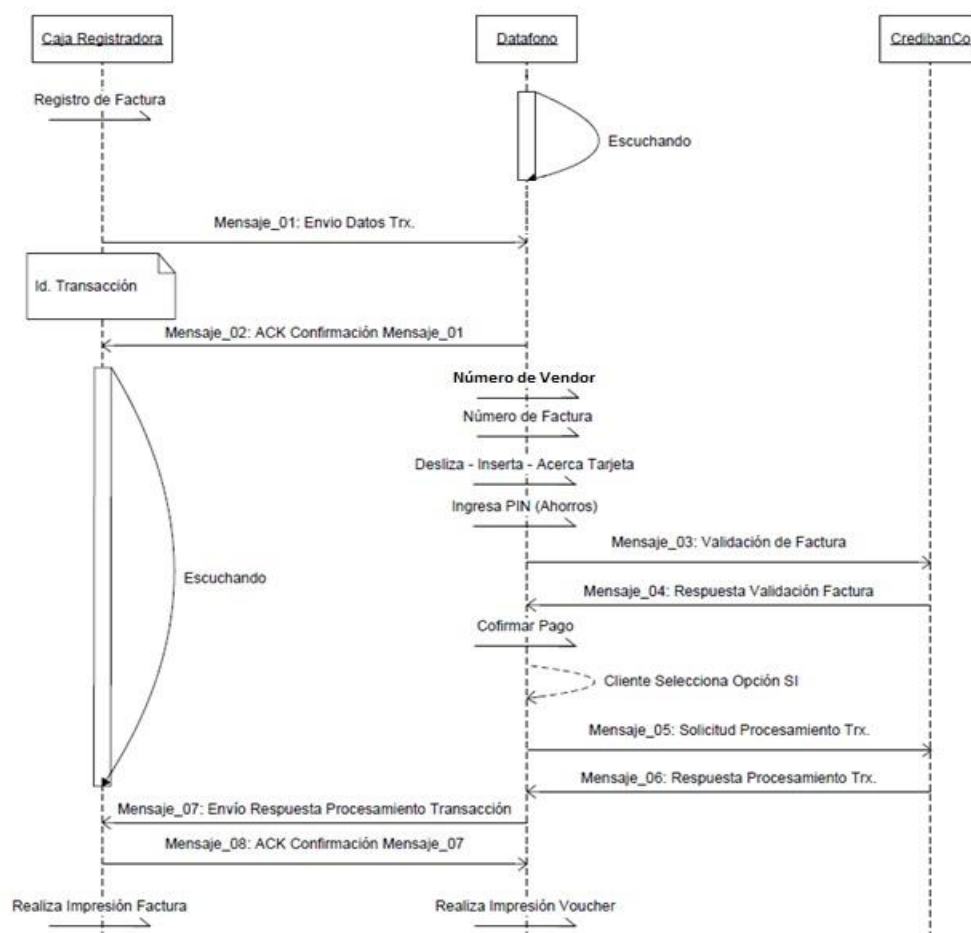 Caja Registradora
Datafono
CredibanCo
Registro de Factura
Escuchando
Mensaje_01: Envio Datos Trx.
Id. Transacción
Mensaje_02: ACK Confirmación Mensaje_01
Número de Vendor
Número de Factura
Desliza - Inserta - Acerca Tarjeta
Ingresa PIN (Ahorros)
Mensaje_03: Validación de Factura
Escuchando
Mensaje_04: Respuesta Validación Factura
Cofirmar Pago
Cliente Selecciona Opción SI
Mensaje_05: Solicitud Procesamiento Trx.
Mensaje_06: Respuesta Procesamiento Trx.
Mensaje_07: Envío Respuesta Procesamiento Transacción
Mensaje_08: ACK Confirmación Mensaje_07
Realiza Impresión Factura
Realiza Impresión Voucher